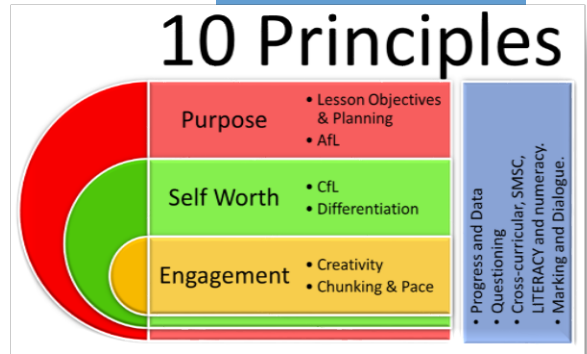 10 Principles
Purpose
• Lesson Objectives
& Planning
• AfL
Self Worth
• CfL
• Differentiation
Engagement
• Creativity
• Chunking & Pace
• Progress and Data
• Questioning
• Cross-curricular, SMSC,
LITERACY and numeracy.
• Marking and Dialogue.